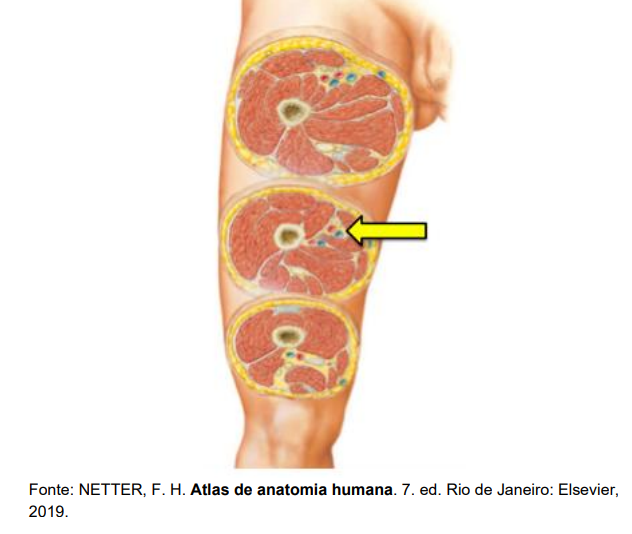 Fonte: NETTER, F. H. Atlas de anatomia humana. 7. ed. Rio de Janeiro: Elsevier,
2019.